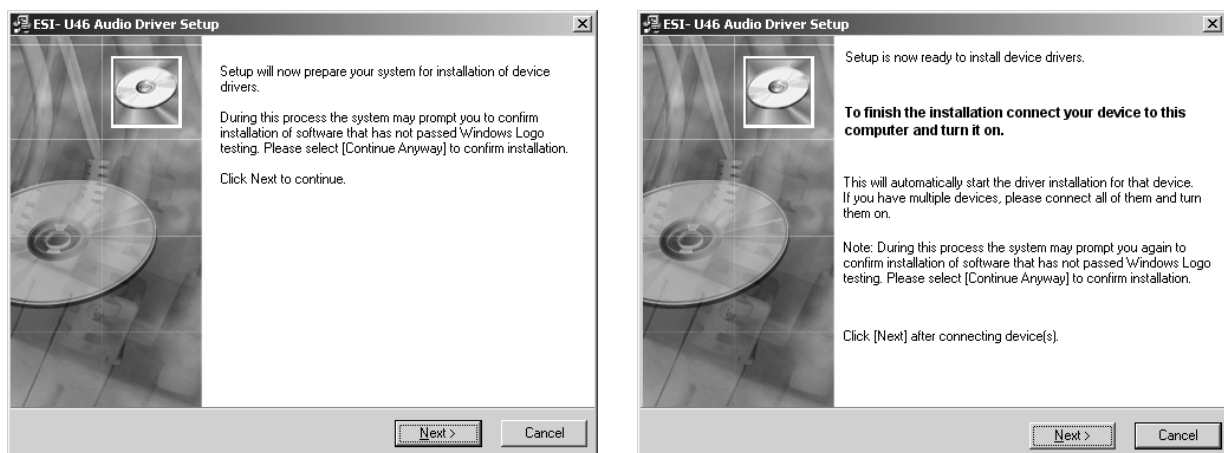 ESI- U46 Audio Driver Setup
Setup will now prepare your system for installation of device
drivers.
During this process the system may prompt you to confirm
installation of software that has not passed Windows Logo
testing. Please select [Continue Anyway] to confirm installation.
Click Next to continue.
Next >
Cancel
ESI- U46 Audio Driver Setup
Setup is now ready to install device drivers.
To finish the installation connect your device to this
computer and turn it on.
This will automatically start the driver installation for that device.
If you have multiple devices, please connect all of them and turn
them on.
Note: During this process the system may prompt you again to
confirm installation of software that has not passed Windows Logo
testing. Please select [Continue Anyway] to confirm installation.
Click [Next] after connecting device(s).
Next >
Cancel